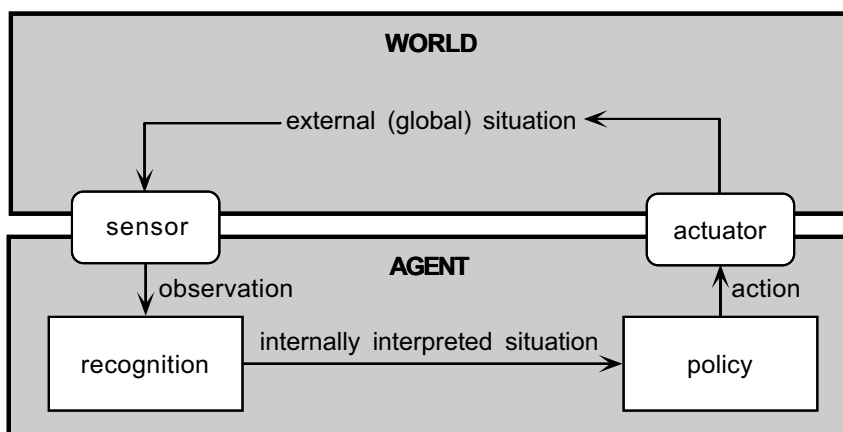 WORLD
external (global) situation
sensor
actuator
AGENT
observation
action
internally interpreted situation
recognition
policy